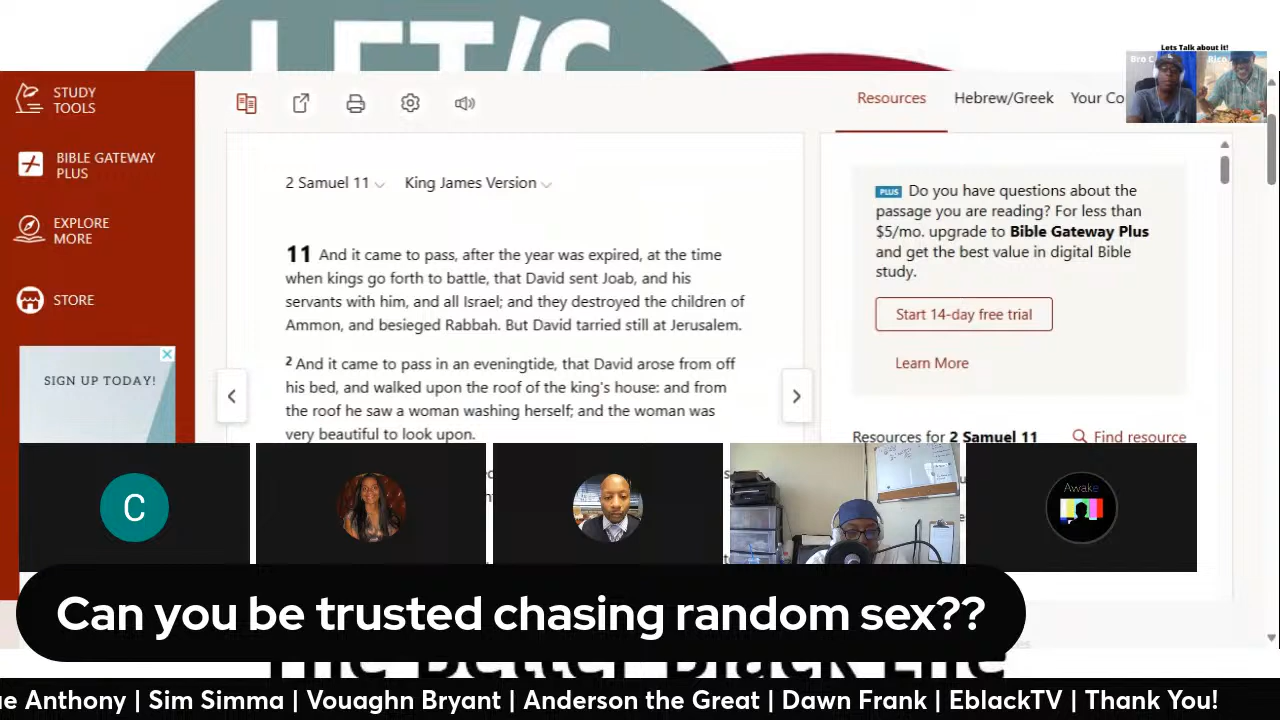 LET'S
Lets Talk about it!
Bro C
Rico
STUDY
TOOLS
BIBLE GATEWAY
PLUS
EXPLORE
MORE
STORE
SIGN UP TODAY!
Resources Hebrew/Greek Your Co
2 Samuel 11 King James Version
11 And it came to pass, after the year was expired, at the time
when kings go forth to battle, that David sent Joab, and his
servants with him, and all Israel; and they destroyed the children of
Ammon, and besieged Rabbah. But David tarried still at Jerusalem.
2 And it came to pass in an eveningtide, that David arose from off
his bed, and walked upon the roof of the king's house: and from
the roof he saw a woman washing herself; and the woman was
very beautiful to look upon.
PLUS Do you have questions about the
passage you are reading? For less than
$5/mo. upgrade to Bible Gateway Plus
and get the best value in digital Bible
study.
Start 14-day free trial
Learn More
Resources for 2 Samuel 11 Find resource
C
Awake
Can you be trusted chasing random sex??
The Better Black Life
ue Anthony | Sim Simma | Vouaghn Bryant | Anderson the Great | Dawn Frank | EblackTV | Thank You!